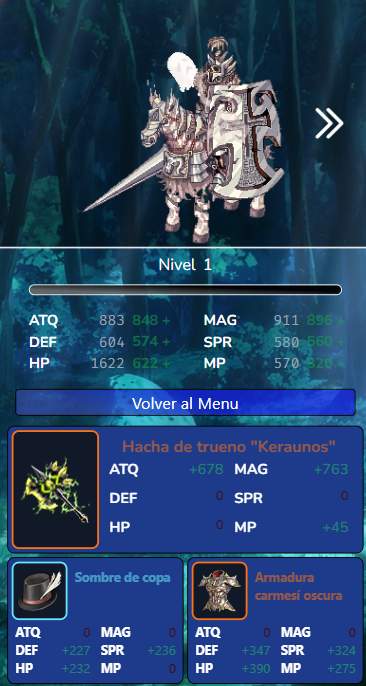 Nivel 1
ATQ 883 848 + MAG 911 896 +
DEF 604 574 + SPR 580 560 +
HP 1622 622 + MP 570 320 +
Volver al Menu
Hacha de trueno "Keraunos"
ATQ +678 MAG +763
DEF 0 SPR 0
HP 0 MP +45
Sombre de copa
ATQ 0 MAG 0
DEF +227 SPR +236
HP +232 MP 0
Armadura
carmesí oscura
ATQ 0 MAG 0
DEF +347 SPR +324
HP +390 MP +275